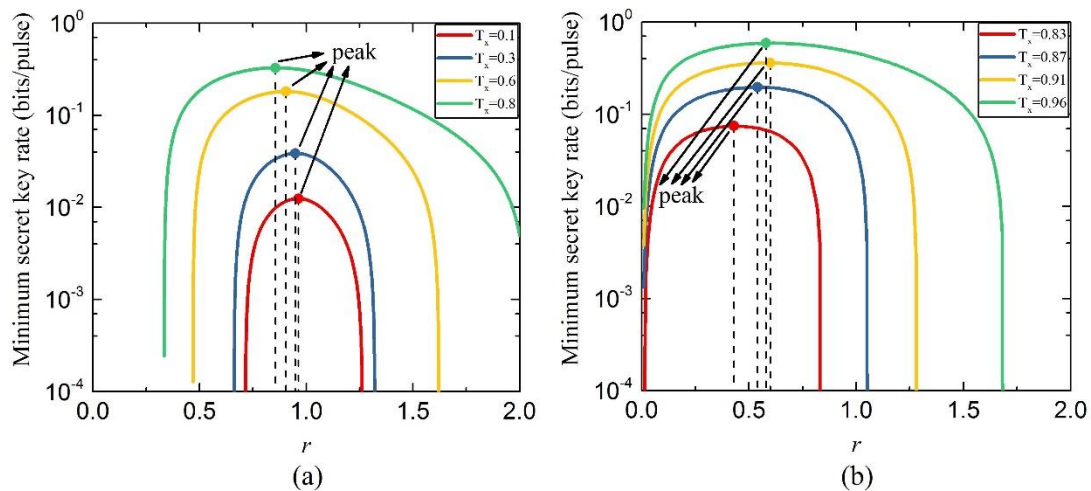 10⁰
10⁻¹
10⁻²
10⁻³
10⁻⁴
Minimum secret key rate (bits/pulse)
peak
Tₓ=0.1
Tₓ=0.3
Tₓ=0.6
Tₓ=0.8
0.0 0.5 1.0 1.5 2.0
r
(a)
10⁰
10⁻¹
10⁻²
10⁻³
10⁻⁴
Minimum secret key rate (bits/pulse)
peak
Tₓ=0.83
Tₓ=0.87
Tₓ=0.91
Tₓ=0.96
0.0 0.5 1.0 1.5 2.0
r
(b)